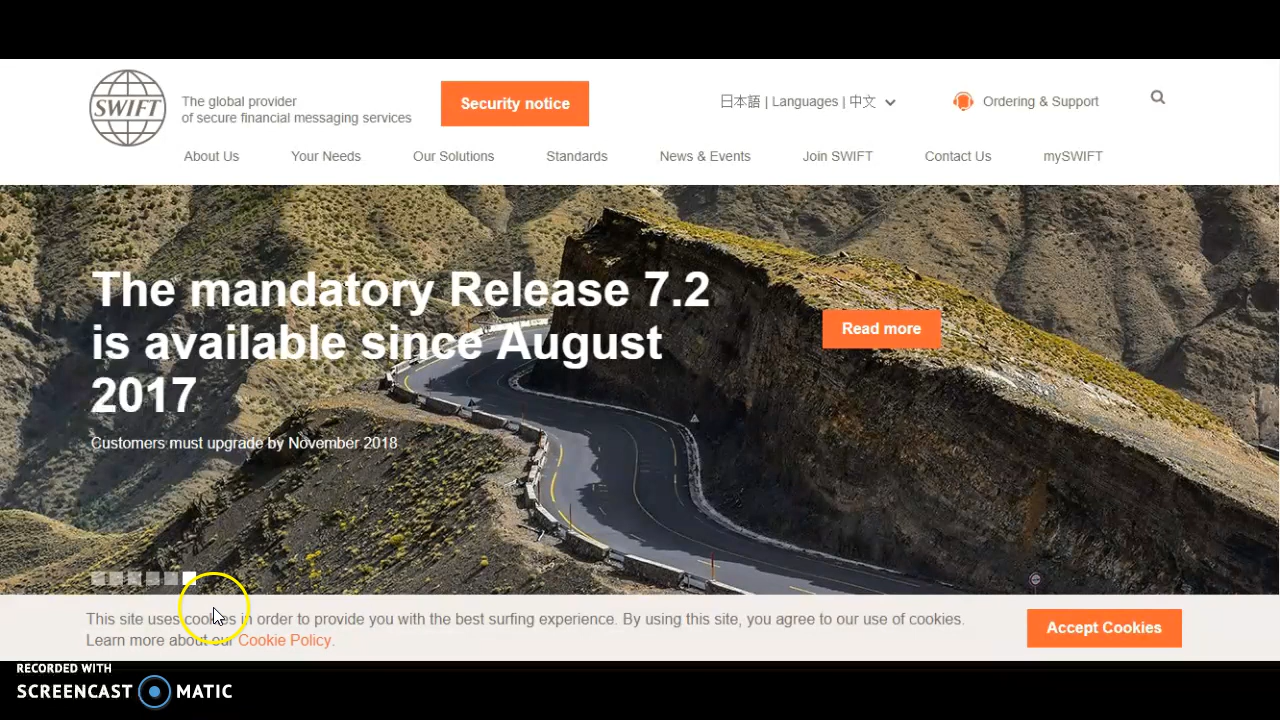 SWIFT
The global provider
of secure financial messaging services
Security notice
日本語 | Languages | 中文
Ordering & Support
About Us
Your Needs
Our Solutions
Standards
News & Events
Join SWIFT
Contact Us
mySWIFT
The mandatory Release 7.2
is available since August
2017
Customers must upgrade by November 2018
Read more
This site uses cookies in order to provide you with the best surfing experience. By using this site, you agree to our use of cookies.
Learn more about our Cookie Policy.
Accept Cookies
RECORDED WITH
SCREENCAST MATIC